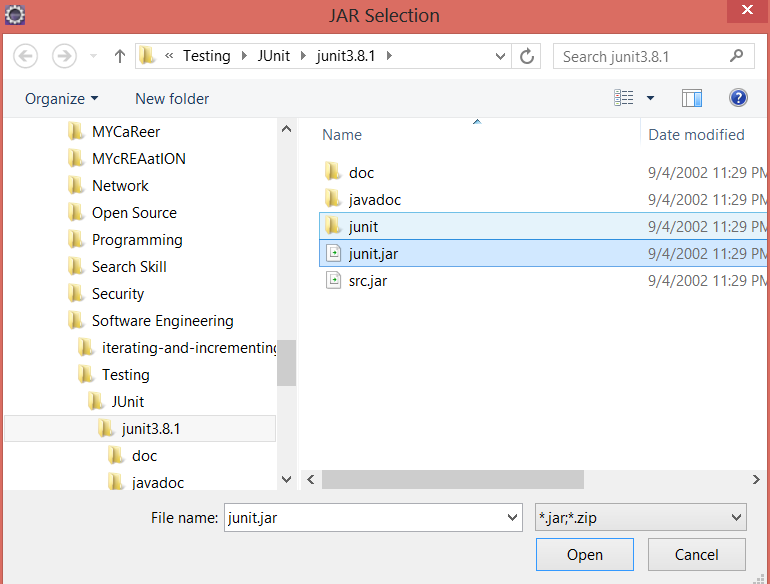 JAR Selection
« Testing JUnit junit3.8.1
Search junit3.8.1
Organize
New folder
MYCaReer
MYcREAatION
Network
Open Source
Programming
Search Skill
Security
Software Engineering
iterating-and-incrementing
Testing
JUnit
junit3.8.1
doc
javadoc
Name Date modified
doc 9/4/2002 11:29 PM
javadoc 9/4/2002 11:29 PM
junit 9/4/2002 11:29 PM
junit.jar 9/4/2002 11:29 PM
src.jar 9/4/2002 11:29 PM
File name: junit.jar
*.jar;*.zip
Open
Cancel